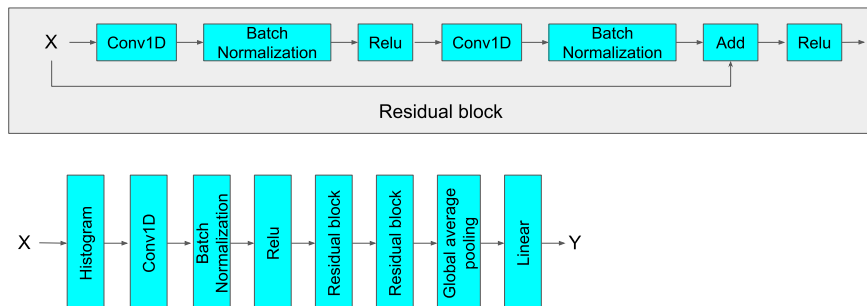 X
Conv1D
Batch
Normalization
Relu
Conv1D
Batch
Normalization
Add
Relu
Residual block
X
Histogram
Conv1D
Batch
Normalization
Relu
Residual block
Residual block
Global average
pooling
Linear
Y